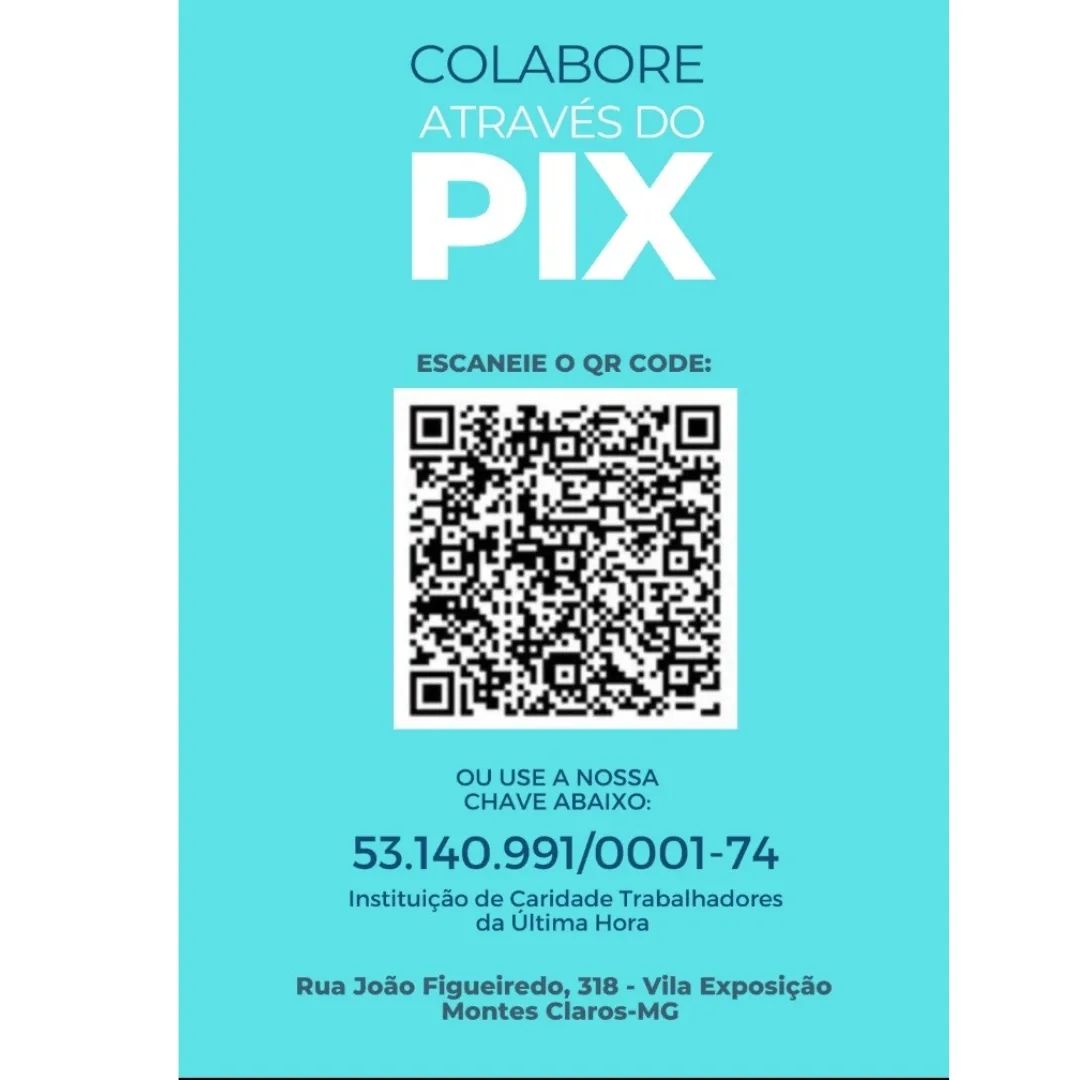 COLABORE
ATRAVÉS DO
PIX
ESCANEIE O QR CODE:
OU USE A NOSSA
CHAVE ABAIXO:
53.140.991/0001-74
Instituição de Caridade Trabalhadores
da Última Hora
Rua João Figueiredo, 318 - Vila Exposição
Montes Claros-MG